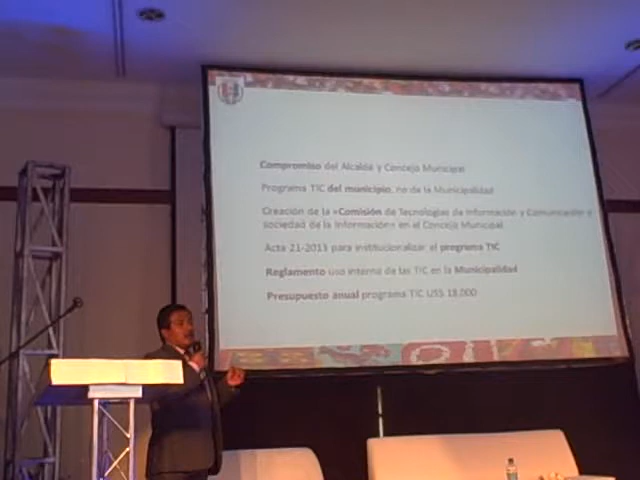 Compromiso del Alcalde y Concejo Municipal
Programa TIC del municipio, no de la Municipalidad
Creación de la «Comisión de Tecnologías de Información y Comunicación y
sociedad de la Información» en el Concejo Municipal
Acta 21-2011 para institucionalizar el programa TIC
Reglamento uso interno de las TIC en la Municipalidad
Presupuesto anual programa TIC US$ 18,000